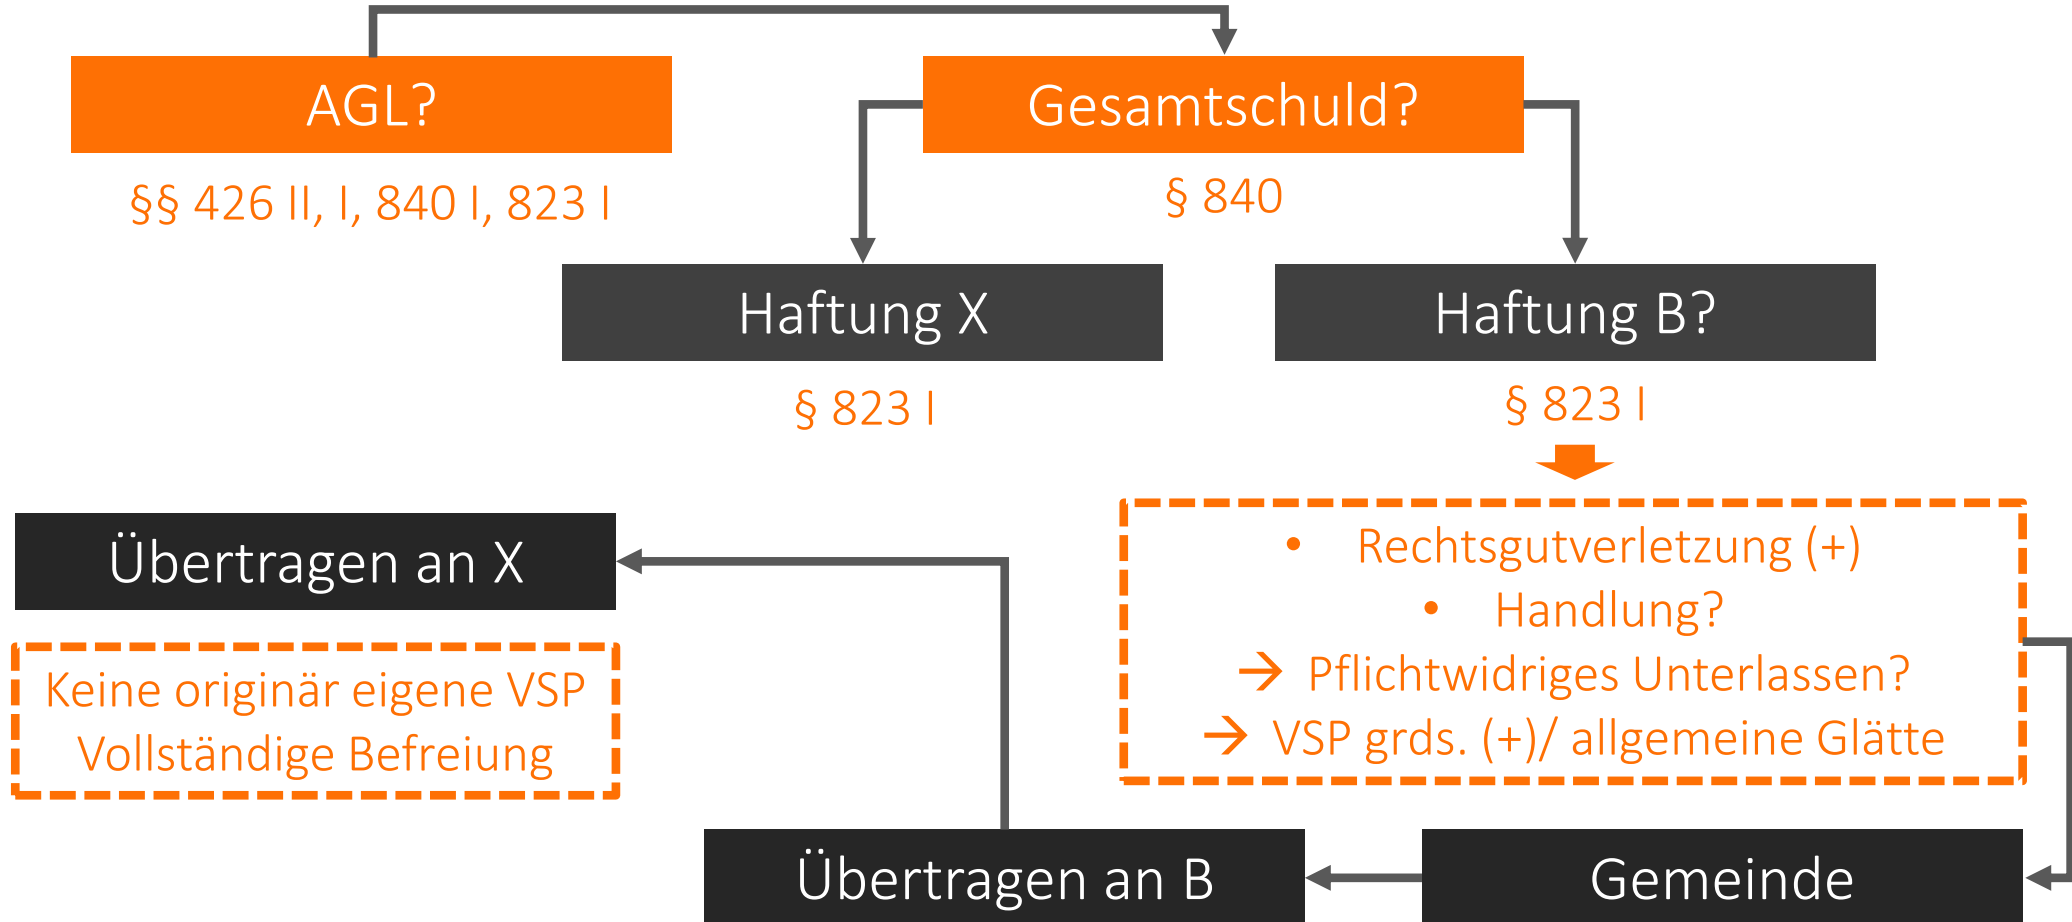 AGL?
Gesamtschuld?
§§ 426 II, I, 840 I, 823 I
§ 840
Haftung X
Haftung B?
§ 823 I
§ 823 I
Übertragen an X
• Rechtsgutverletzung (+)
• Handlung?
→ Pflichtwidriges Unterlassen?
→ VSP grds. (+)/ allgemeine Glätte
Keine originär eigene VSP
Vollständige Befreiung
Übertragen an B
Gemeinde